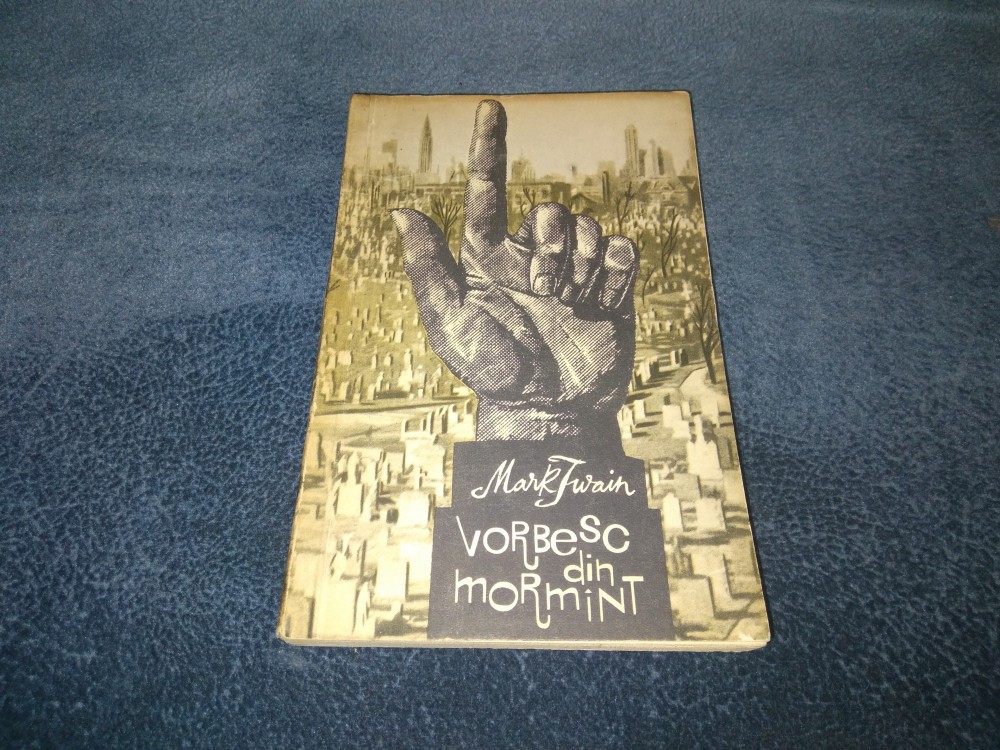 Mark Twain
VORBESC
din
MORMÎNT